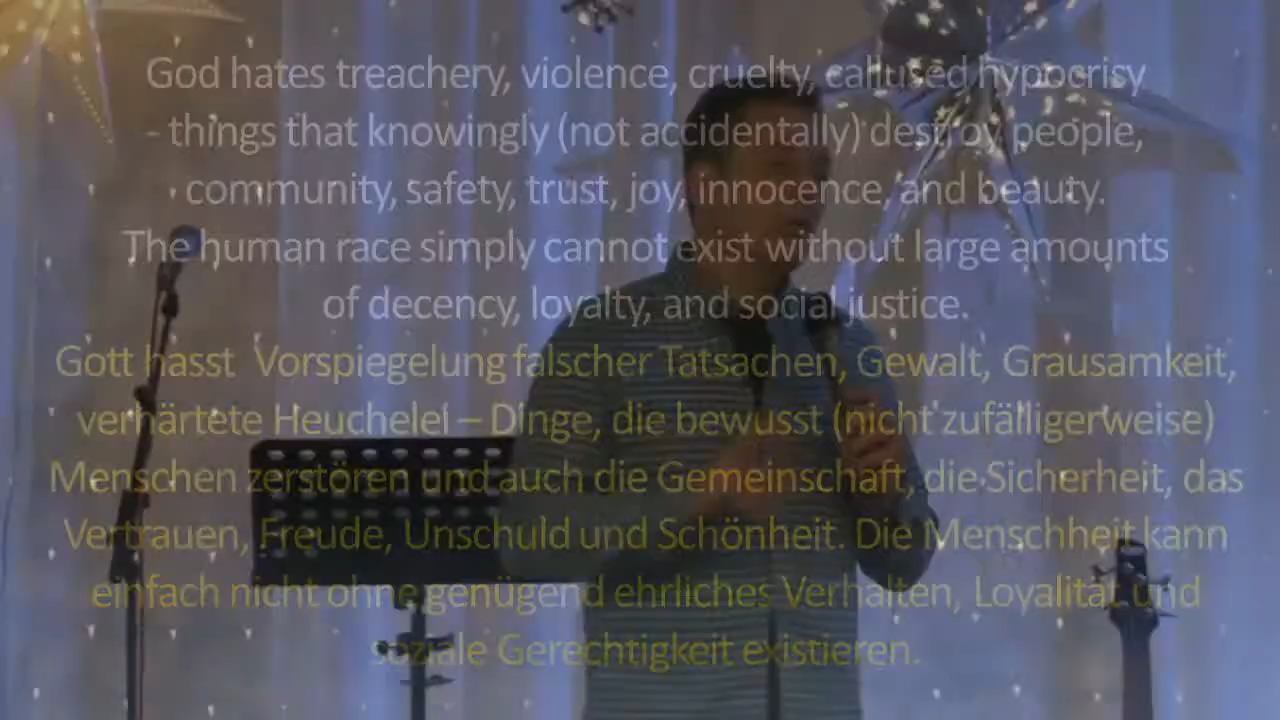 God hates treachery, violence, cruelty, callused hypocrisy
- things that knowingly (not accidentally) destroy people,
community, safety, trust, joy, innocence, and beauty.
The human race simply cannot exist without large amounts
of decency, loyalty, and social justice.
Gott hasst Vorspiegelung falscher Tatsachen, Gewalt, Grausamkeit,
verhärtete Heuchelei – Dinge, die bewusst (nicht zufälligerweise)
Menschen zerstören und auch die Gemeinschaft, die Sicherheit, das
Vertrauen, Freude, Unschuld und Schönheit. Die Menschheit kann
einfach nicht ohne genügend ehrliches Verhalten, Loyalität und
soziale Gerechtigkeit existieren.